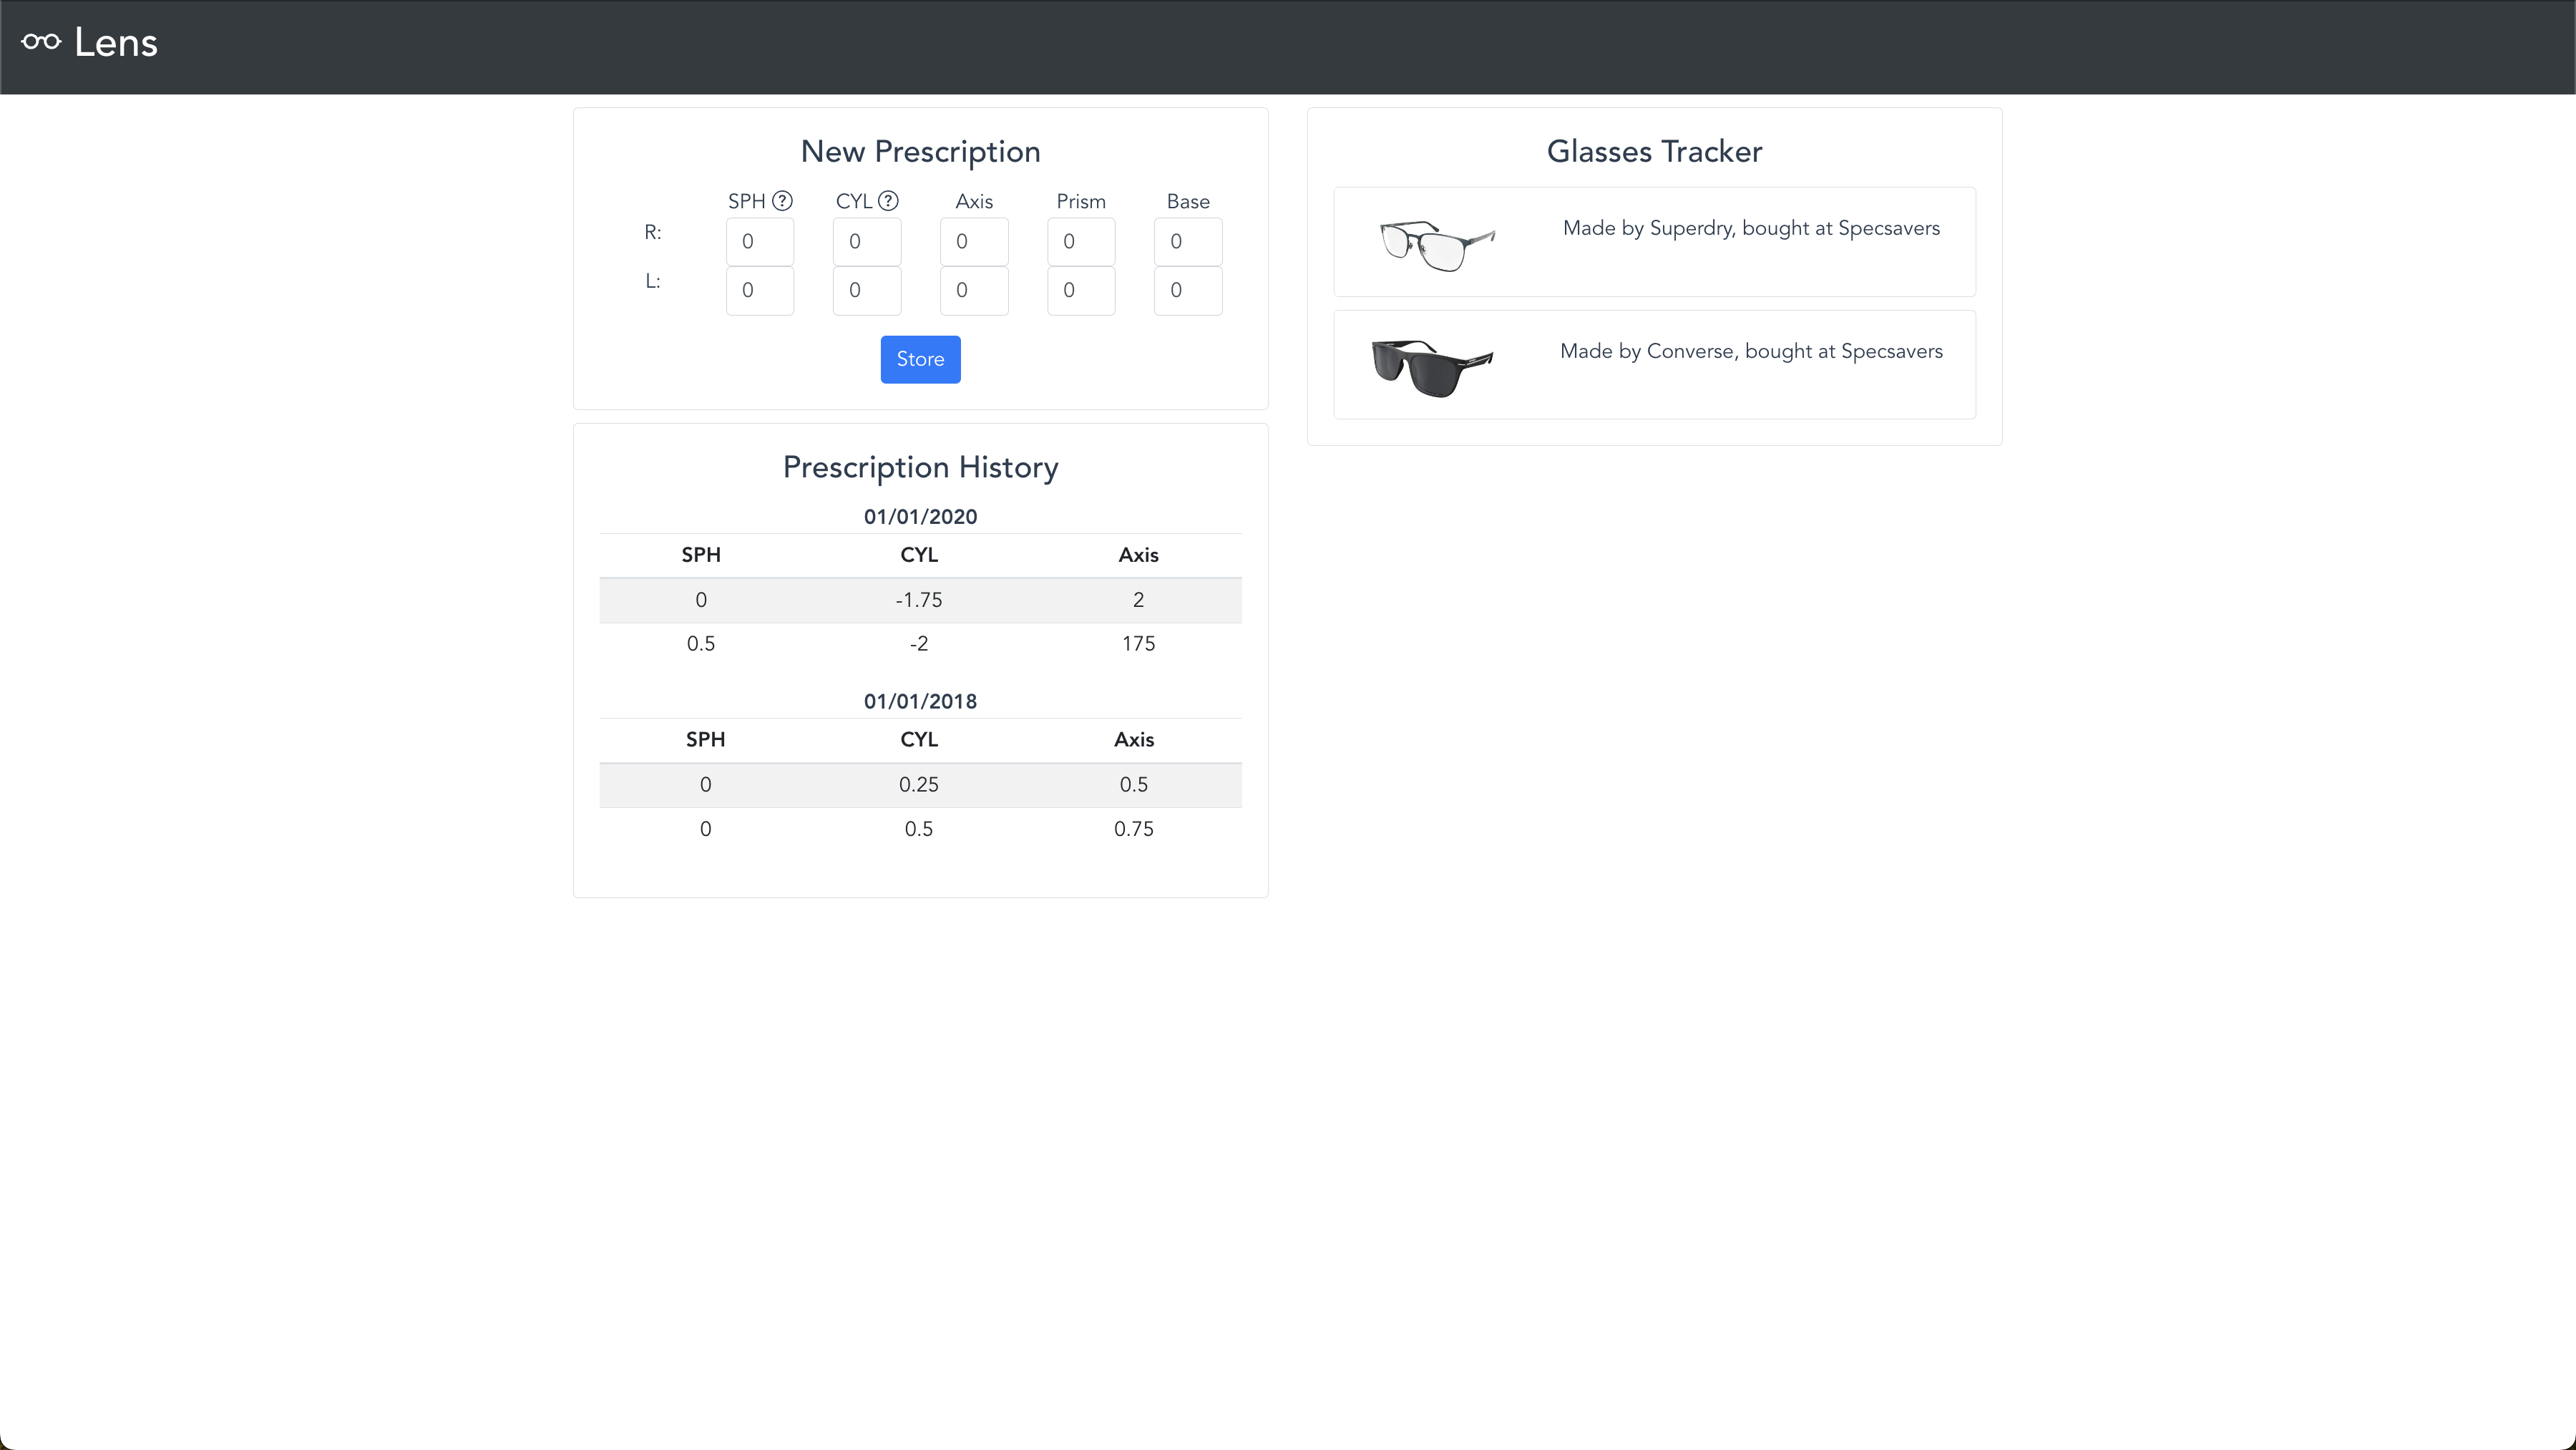 Lens
New Prescription
SPH ? CYL ? Axis Prism Base
R: 0 0 0 0 0
L: 0 0 0 0 0
Store
Prescription History
01/01/2020
SPH CYL Axis
0 -1.75 2
0.5 -2 175
01/01/2018
SPH CYL Axis
0 0.25 0.5
0 0.5 0.75
Glasses Tracker
Made by Superdry, bought at Specsavers
Made by Converse, bought at Specsavers